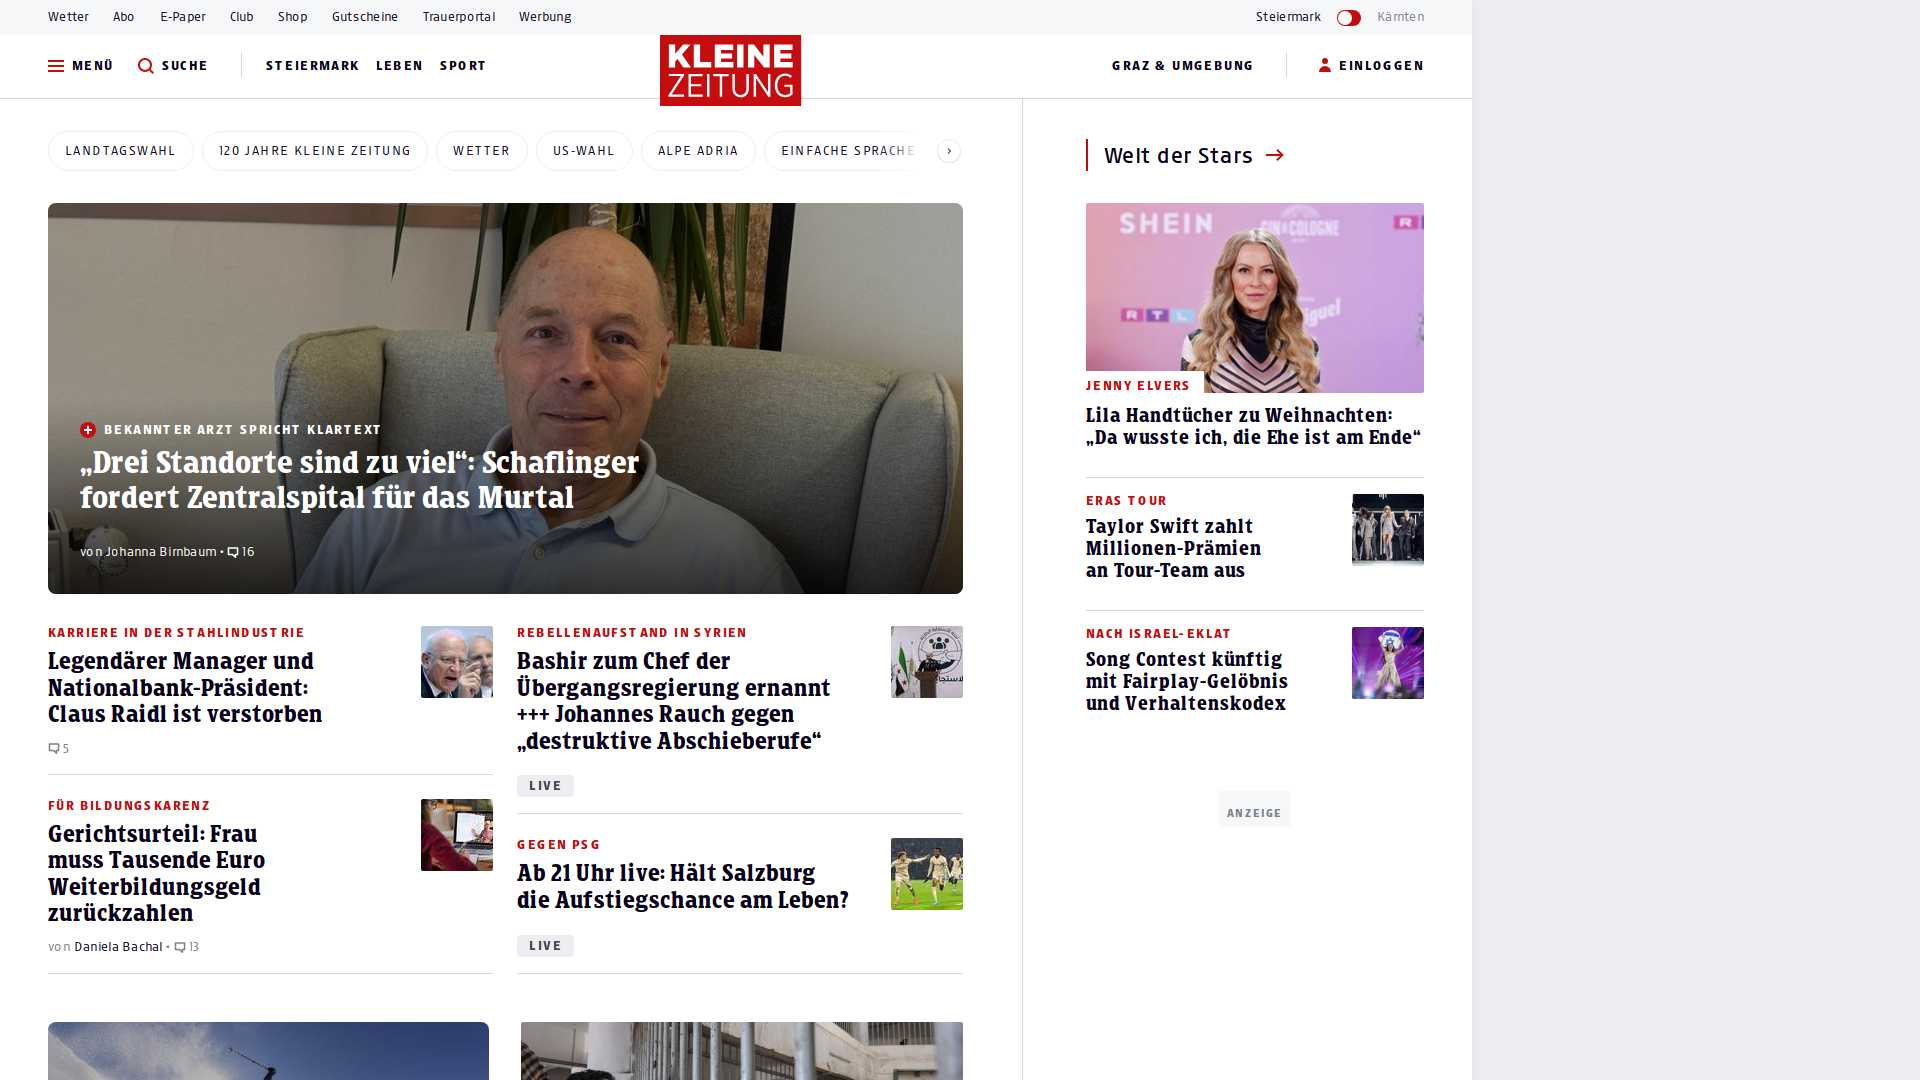 Wetter Abo E-Paper Club Shop Gutscheine Trauerportal Werbung Steiermark Kärnten
MENÜ SUCHE STEIERMARK LEBEN SPORT KLEINE ZEITUNG GRAZ & UMGEBUNG EINLOGGEN
LANDTAGSWAHL 120 JAHRE KLEINE ZEITUNG WETTER US-WAHL ALPE ADRIA EINFACHE SPRACHE
BEKANNTER ARZT SPRICHT KLARTEXT
„Drei Standorte sind zu viel“: Schaflinger
fordert Zentralspital für das Murtal
von Johanna Birnbaum • 16
KARRIERE IN DER STAHLINDUSTRIE
Legendärer Manager und
Nationalbank-Präsident:
Claus Raidl ist verstorben
5
FÜR BILDUNGSKARENZ
Gerichtsurteil: Frau
muss Tausende Euro
Weiterbildungsgeld
zurückzahlen
von Daniela Bachal • 13
REBELLENAUFSTAND IN SYRIEN
Bashir zum Chef der
Übergangsregierung ernannt
+++ Johannes Rauch gegen
„destruktive Abschieberufe“
LIVE
GEGEN PSG
Ab 21 Uhr live: Hält Salzburg
die Aufstiegschance am Leben?
LIVE
Welt der Stars
SHEIN
GIN & COLOGNE
R
RTL
JENNY ELVERS
Lila Handtücher zu Weihnachten:
„Da wusste ich, die Ehe ist am Ende“
ERAS TOUR
Taylor Swift zahlt
Millionen-Prämien
an Tour-Team aus
NACH ISRAEL-EKLAT
Song Contest künftig
mit Fairplay-Gelöbnis
und Verhaltenskodex
ANZEIGE